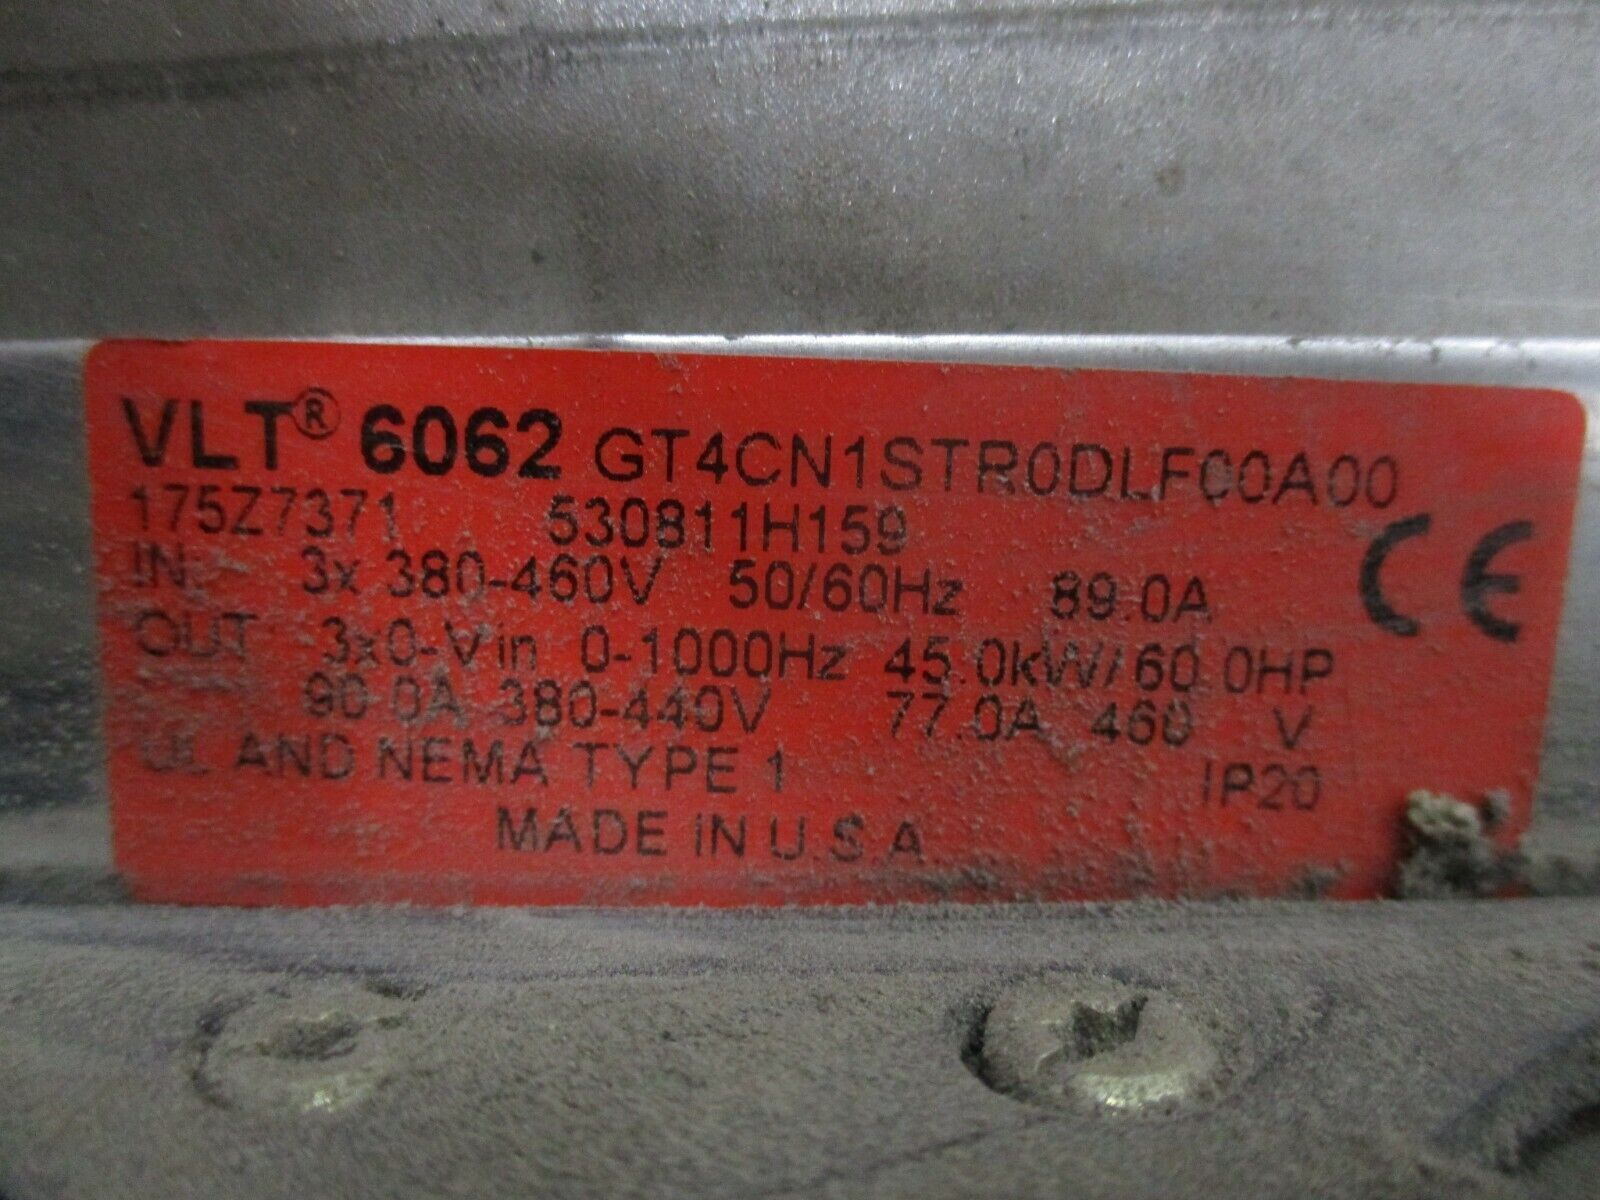 VLT® 6062 GT4CN1STR0DLF00A00
175Z7371 530811H159
IN: 3x 380-460V 50/60Hz 89.0A
OUT 3x0-Vin 0-1000Hz 45.0kW/60.0HP
90.0A 380-440V 77.0A 460 V
UL AND NEMA TYPE 1 IP20
MADE IN U.S.A.
CE